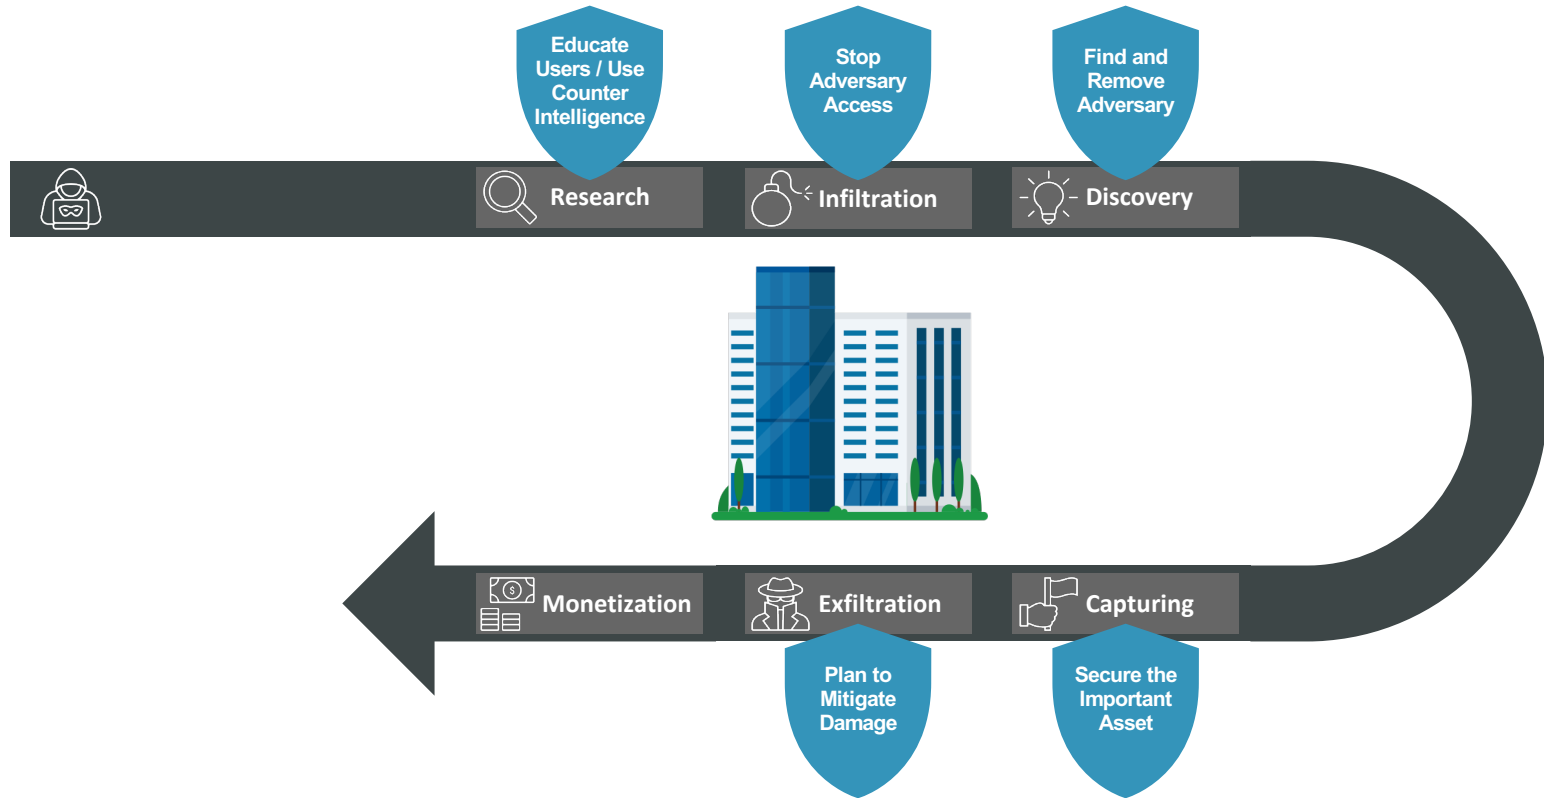 Educate
Users / Use
Counter
Intelligence
Stop
Adversary
Access
Find and
Remove
Adversary
Research
Infiltration
Discovery
$
Monetization
Exfiltration
Capturing
Plan to
Mitigate
Damage
Secure the
Important
Asset